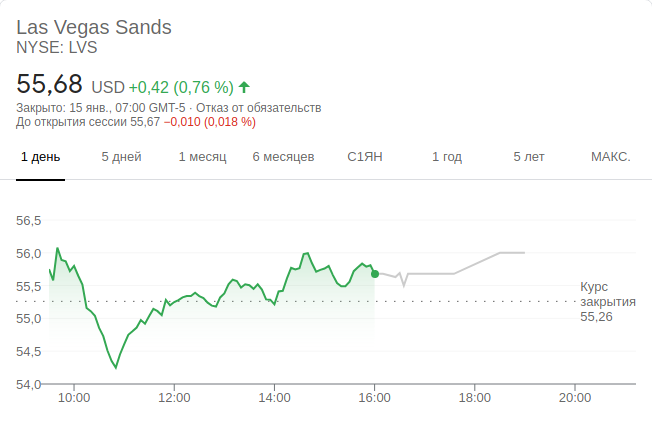 Las Vegas Sands
NYSE: LVS
55,68 USD +0,42 (0,76 %)
Закрыто: 15 янв., 07:00 GMT-5 · Отказ от обязательств
До открытия сессии 55,67 −0,010 (0,018 %)
1 день 5 дней 1 месяц 6 месяцев С1ЯН 1 год 5 лет МАКС.
56,5
56,0
55,5
55,0
54,5
54,0
Курс
закрытия
55,26
10:00 12:00 14:00 16:00 18:00 20:00